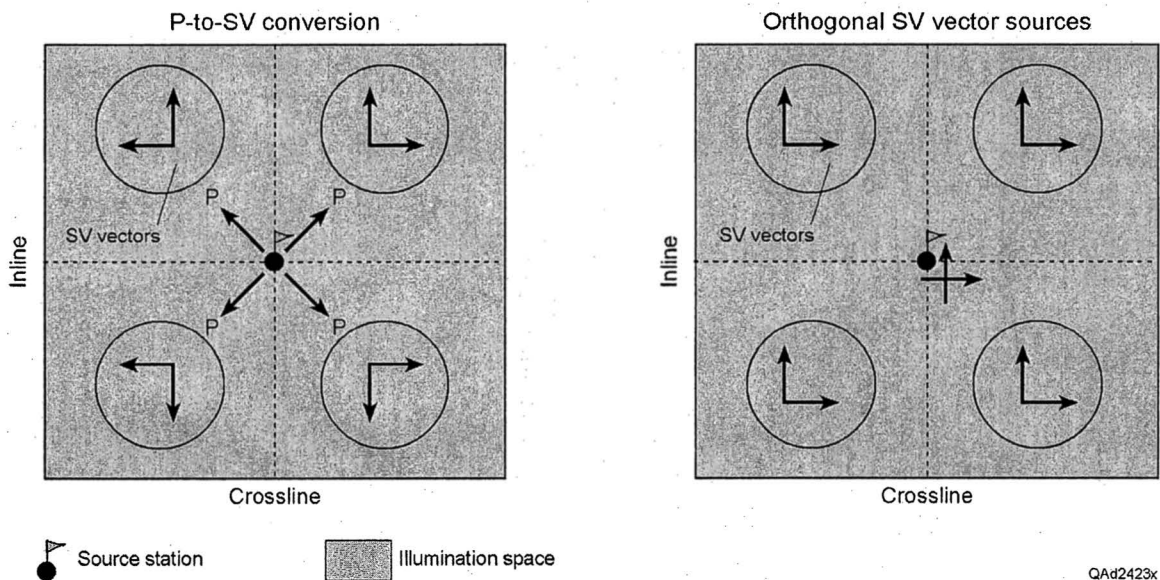 P-to-SV conversion
Orthogonal SV vector sources
SV vectors
P
P
P
P
Inline
Crossline
SV vectors
Inline
Crossline
Source station
Illumination space
QAd2423x